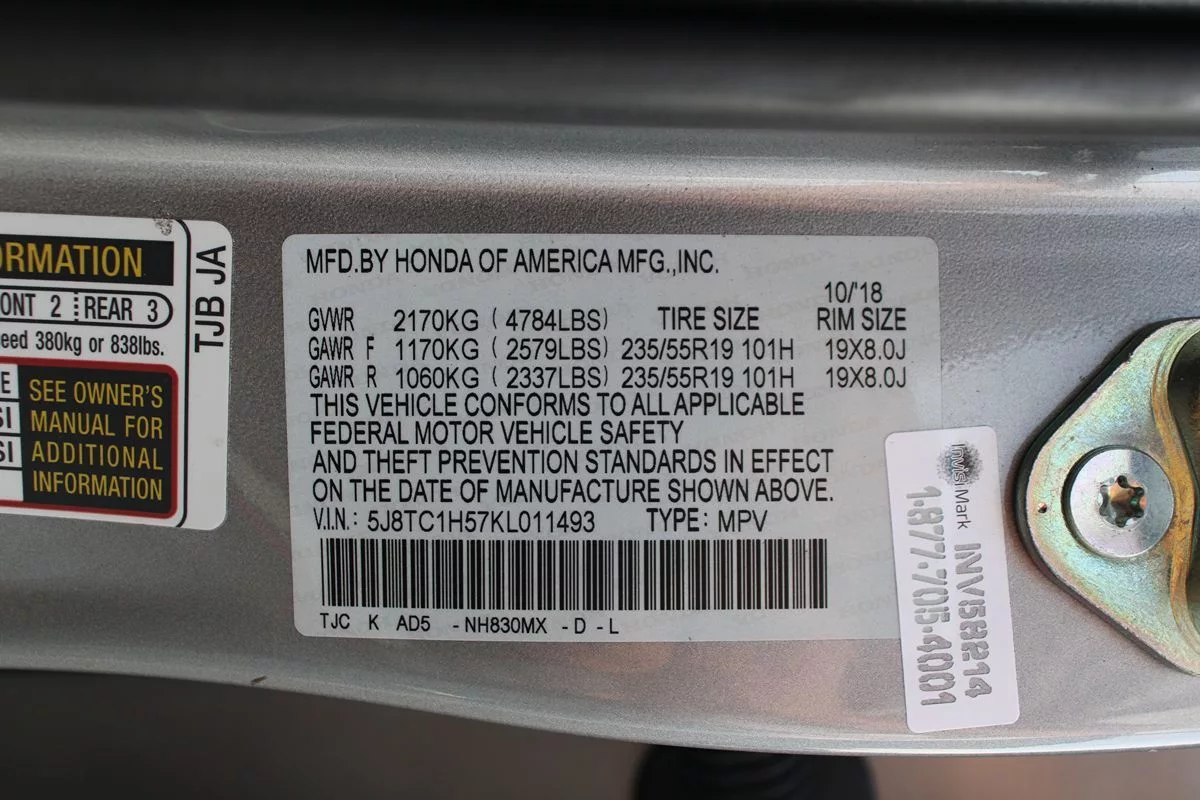 ORMATION
ONT 2 REAR 3
eed 380kg or 838lbs.
E
SI
SI
SEE OWNER'S
MANUAL FOR
ADDITIONAL
INFORMATION
TJB JA
MFD.BY HONDA OF AMERICA MFG.,INC.
10/'18
GVWR 2170KG ( 4784LBS) TIRE SIZE RIM SIZE
GAWR F 1170KG ( 2579LBS) 235/55R19 101H 19X8.0J
GAWR R 1060KG ( 2337LBS) 235/55R19 101H 19X8.0J
THIS VEHICLE CONFORMS TO ALL APPLICABLE
FEDERAL MOTOR VEHICLE SAFETY
AND THEFT PREVENTION STANDARDS IN EFFECT
ON THE DATE OF MANUFACTURE SHOWN ABOVE.
V.I.N.: 5J8TC1H57KL011493 TYPE: MPV
TJC K AD5 -NH830MX -D -L
InvisiMark INV58214
1-877-705-4001